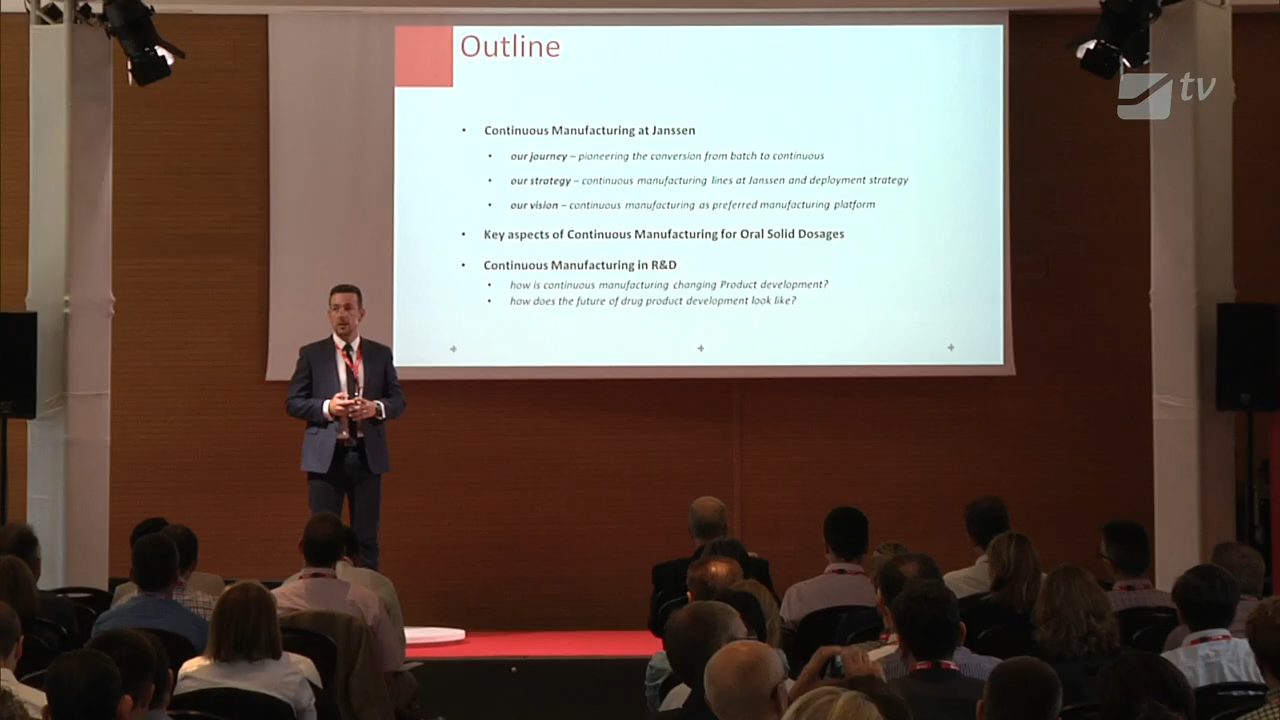 Outline
tv
• Continuous Manufacturing at Janssen
• our journey – pioneering the conversion from batch to continuous
• our strategy – continuous manufacturing lines at Janssen and deployment strategy
• our vision – continuous manufacturing as preferred manufacturing platform
• Key aspects of Continuous Manufacturing for Oral Solid Dosages
• Continuous Manufacturing in R&D
• how is continuous manufacturing changing Product development?
• how does the future of drug product development look like?